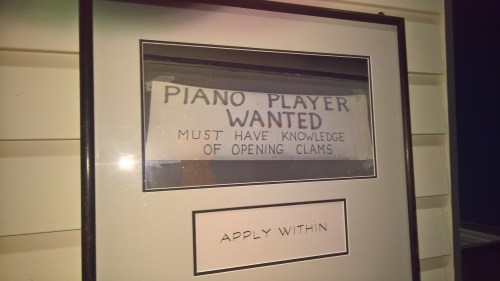 PIANO PLAYER
WANTED
MUST HAVE KNOWLEDGE
OF OPENING CLAMS
APPLY WITHIN